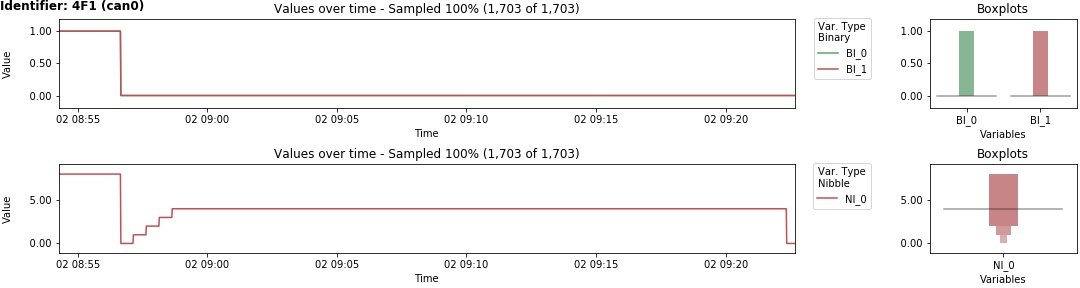 Identifier: 4F1 (can0)
Values over time - Sampled 100% (1,703 of 1,703)
Value
1.00
0.50
0.00
02 08:55
02 09:00
02 09:05
02 09:10
02 09:15
02 09:20
Time
Var. Type
Binary
BI_0
BI_1
Boxplots
1.00
0.50
0.00
BI_0
BI_1
Variables
Values over time - Sampled 100% (1,703 of 1,703)
Value
5.00
0.00
02 08:55
02 09:00
02 09:05
02 09:10
02 09:15
02 09:20
Time
Var. Type
Nibble
NI_0
Boxplots
5.00
0.00
NI_0
Variables